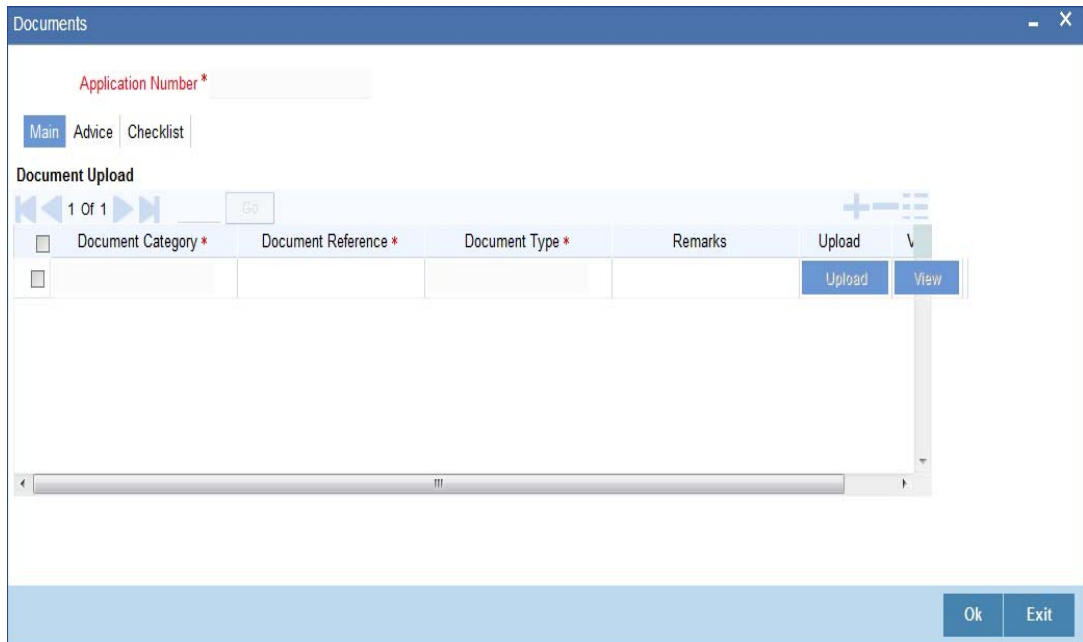 Documents
Application Number *
Main Advice Checklist
Document Upload
1 Of 1 Go
Document Category * Document Reference * Document Type * Remarks Upload V
Upload View
Ok Exit